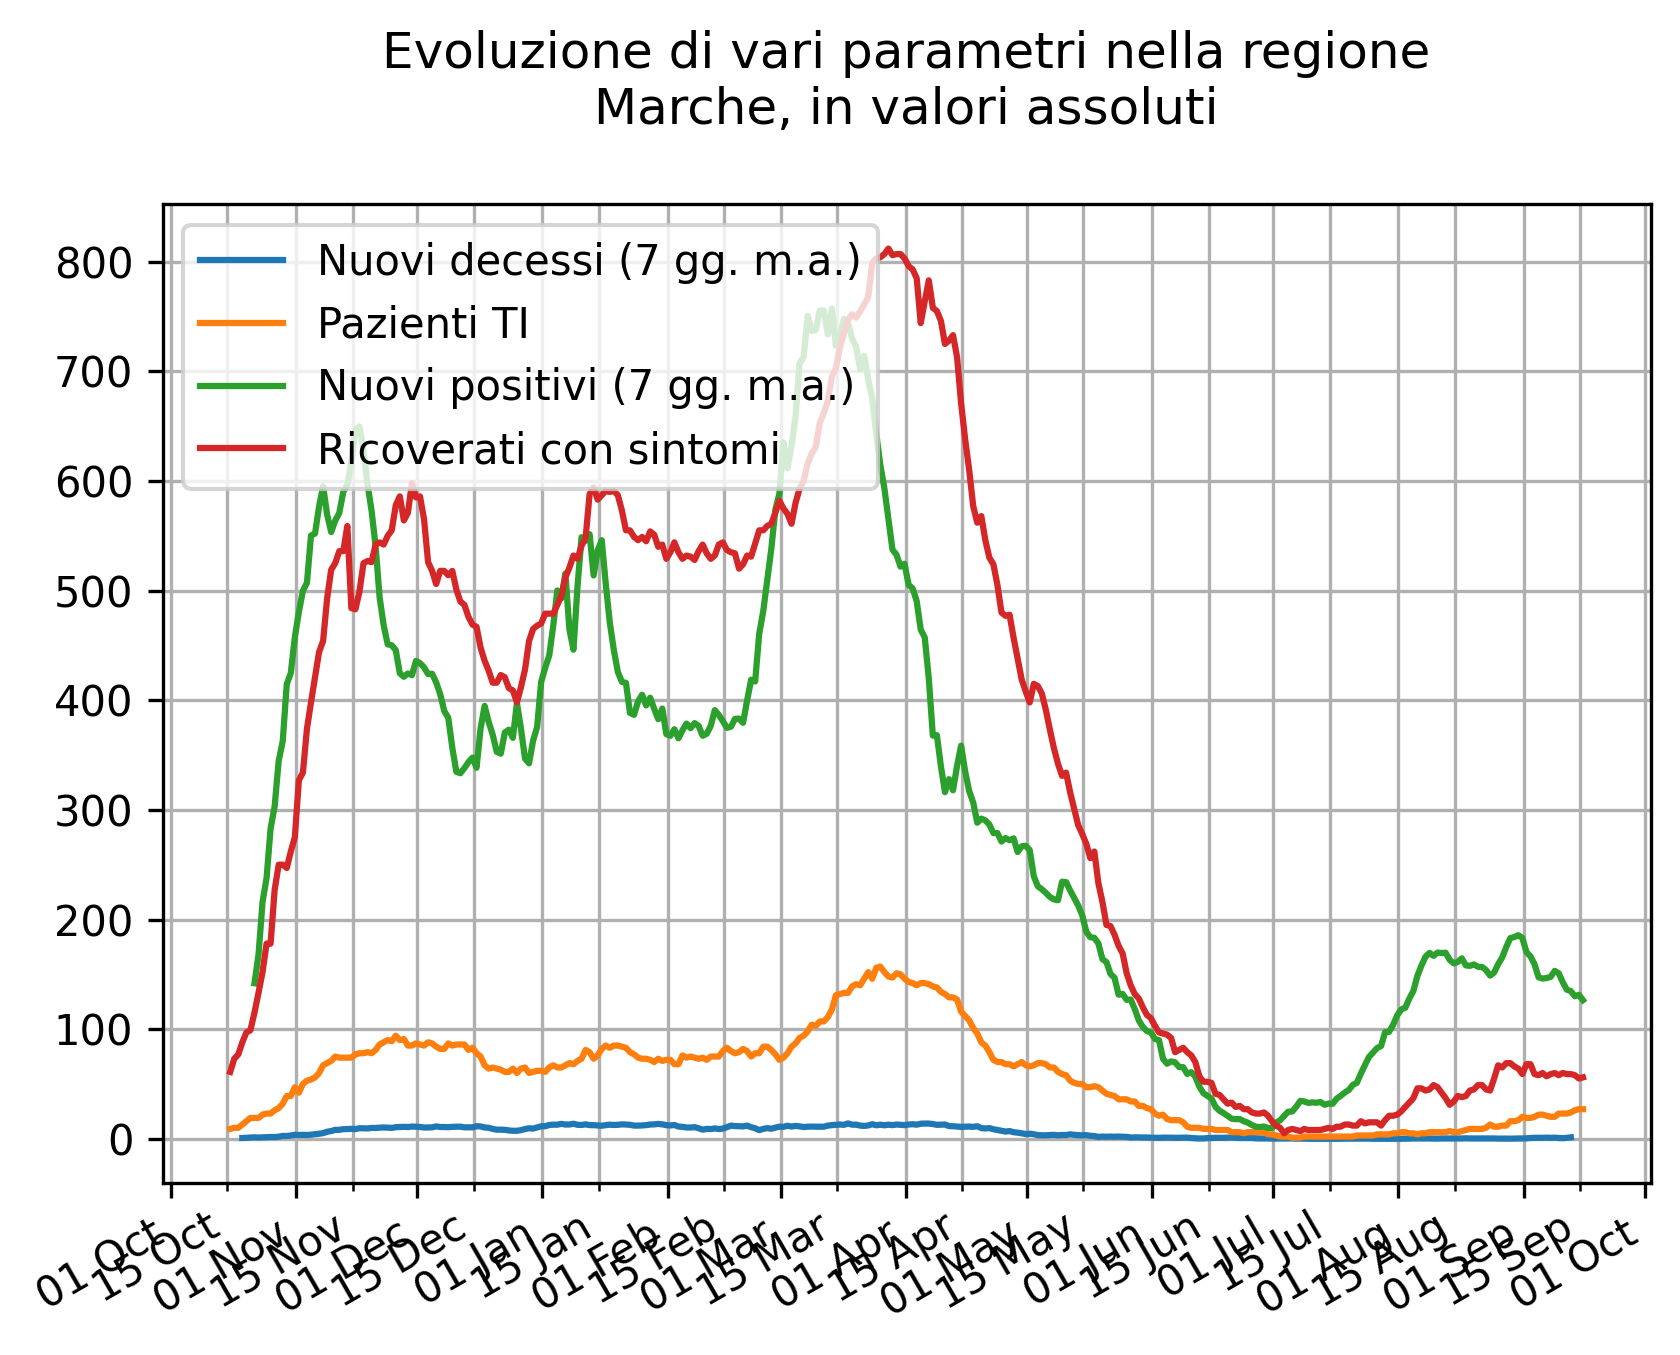 Evoluzione di vari parametri nella regione
Marche, in valori assoluti
Nuovi decessi (7 gg. m.a.)
Pazienti TI
Nuovi positivi (7 gg. m.a.)
Ricoverati con sintomi
800
700
600
500
400
300
200
100
0
01 Oct
15 Oct
01 Nov
15 Nov
01 Dec
15 Dec
01 Jan
15 Jan
01 Feb
15 Feb
01 Mar
15 Mar
01 Apr
15 Apr
01 May
15 May
01 Jun
15 Jun
01 Jul
15 Jul
01 Aug
15 Aug
01 Sep
15 Sep
01 Oct